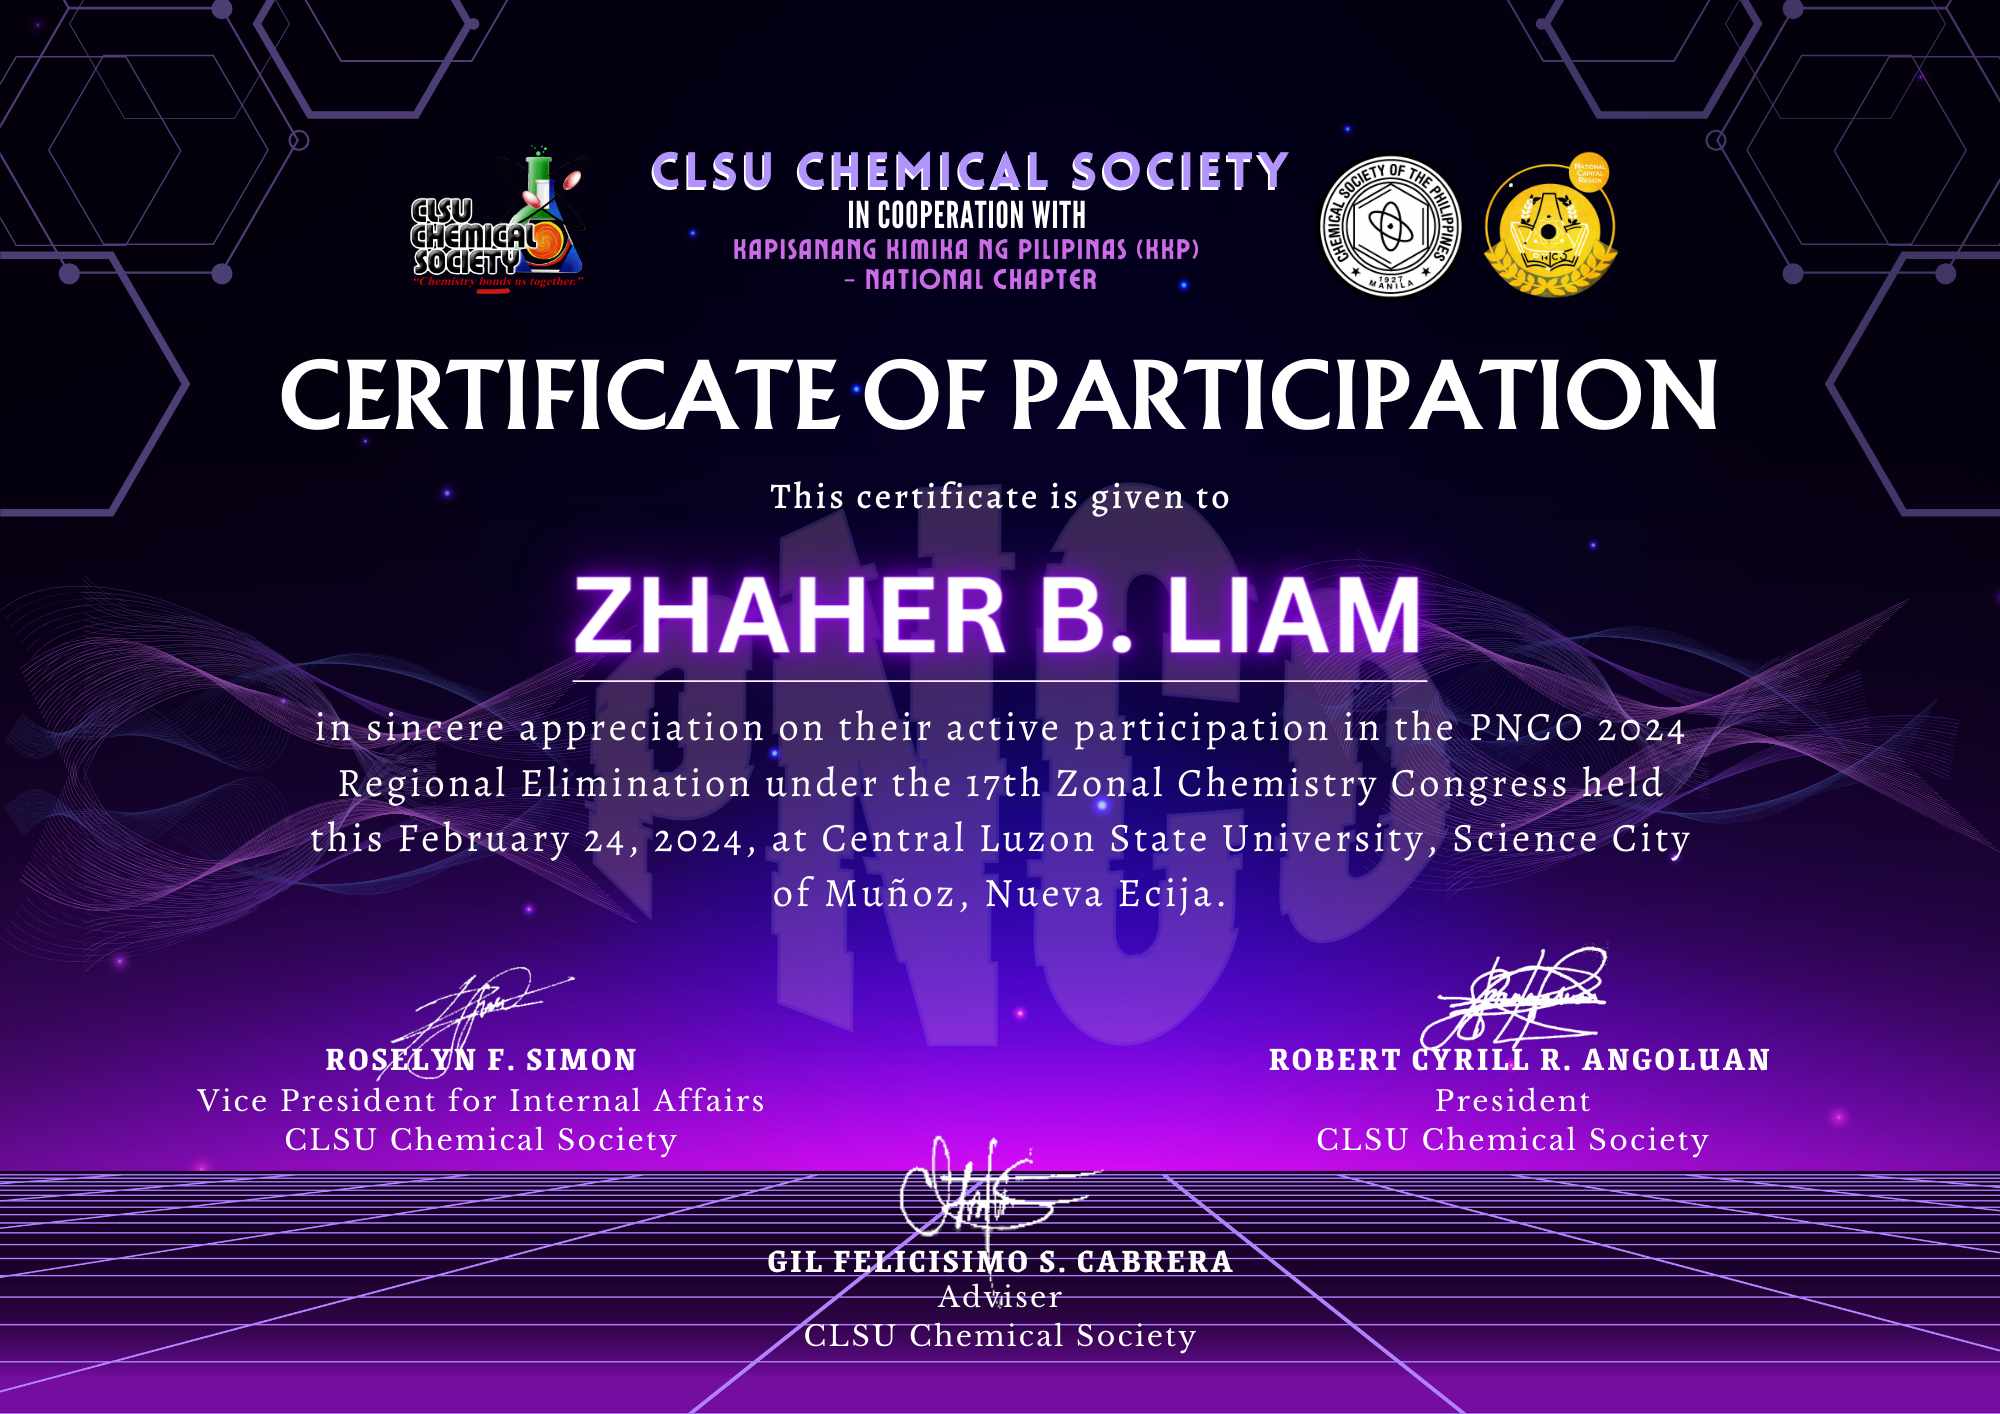 CLSU
CHEMICAL
SOCIETY
"Chemistry bonds us together."
CLSU CHEMICAL SOCIETY
IN COOPERATION WITH
KAPISANANG KIMIKA NG PILIPINAS (KKP)
- NATIONAL CHAPTER
CHEMICAL SOCIETY OF THE PHILIPPINES
1927
MANILA
NATIONAL
CAPITAL
REGION
CERTIFICATE OF PARTICIPATION
This certificate is given to
ZHAHER B. LIAM
PNCO
in sincere appreciation on their active participation in the PNCO 2024
Regional Elimination under the 17th Zonal Chemistry Congress held
this February 24, 2024, at Central Luzon State University, Science City
of Muñoz, Nueva Ecija.
ROSELYN F. SIMON
Vice President for Internal Affairs
CLSU Chemical Society
ROBERT CYRILL R. ANGOLUAN
President
CLSU Chemical Society
GIL FELICISIMO S. CABRERA
Adviser
CLSU Chemical Society